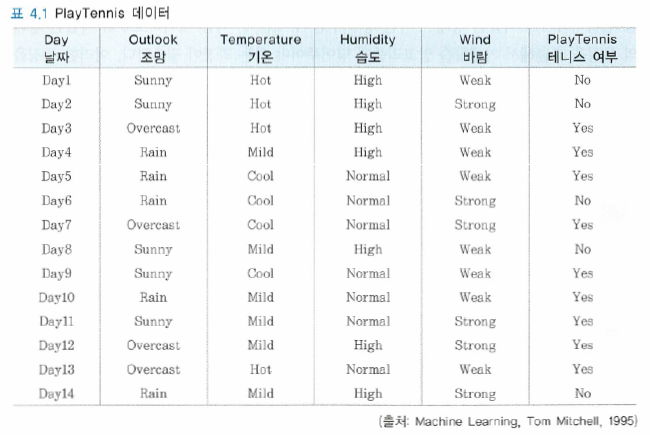 표 4.1 PlayTennis 데이터
Day Outlook Temperature Humidity Wind PlayTennis
날짜 조망 기온 습도 바람 테니스 여부
Day1 Sunny Hot High Weak No
Day2 Sunny Hot High Strong No
Day3 Overcast Hot High Weak Yes
Day4 Rain Mild High Weak Yes
Day5 Rain Cool Normal Weak Yes
Day6 Rain Cool Normal Strong No
Day7 Overcast Cool Normal Strong Yes
Day8 Sunny Mild High Weak No
Day9 Sunny Cool Normal Weak Yes
Day10 Rain Mild Normal Weak Yes
Day11 Sunny Mild Normal Strong Yes
Day12 Overcast Mild High Strong Yes
Day13 Overcast Hot Normal Weak Yes
Day14 Rain Mild High Strong No
(출처: Machine Learning, Tom Mitchell, 1995)